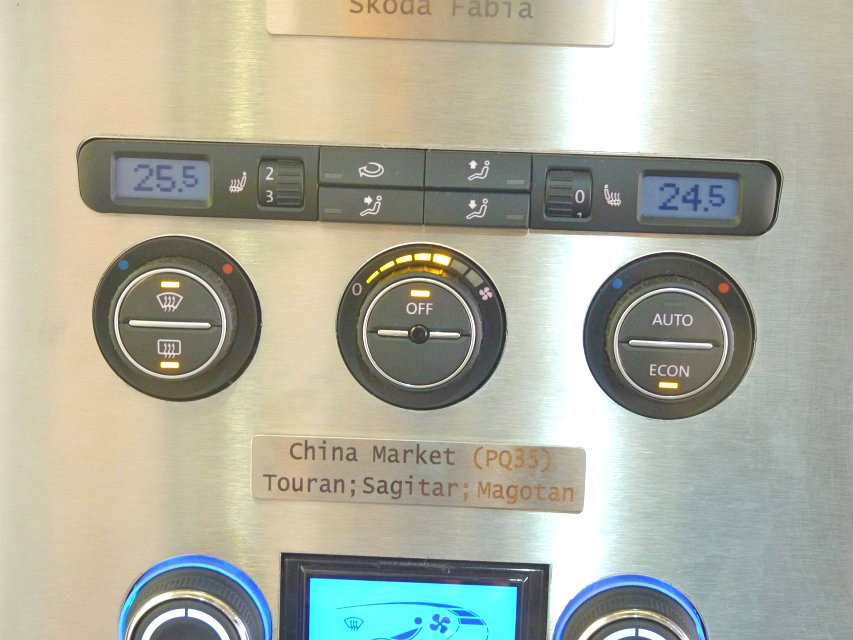 Skoda Fabia
25.5
2
3
0
1
24.5
0
OFF
AUTO
ECON
China Market (PQ35)
Touran;Sagitar;Magotan